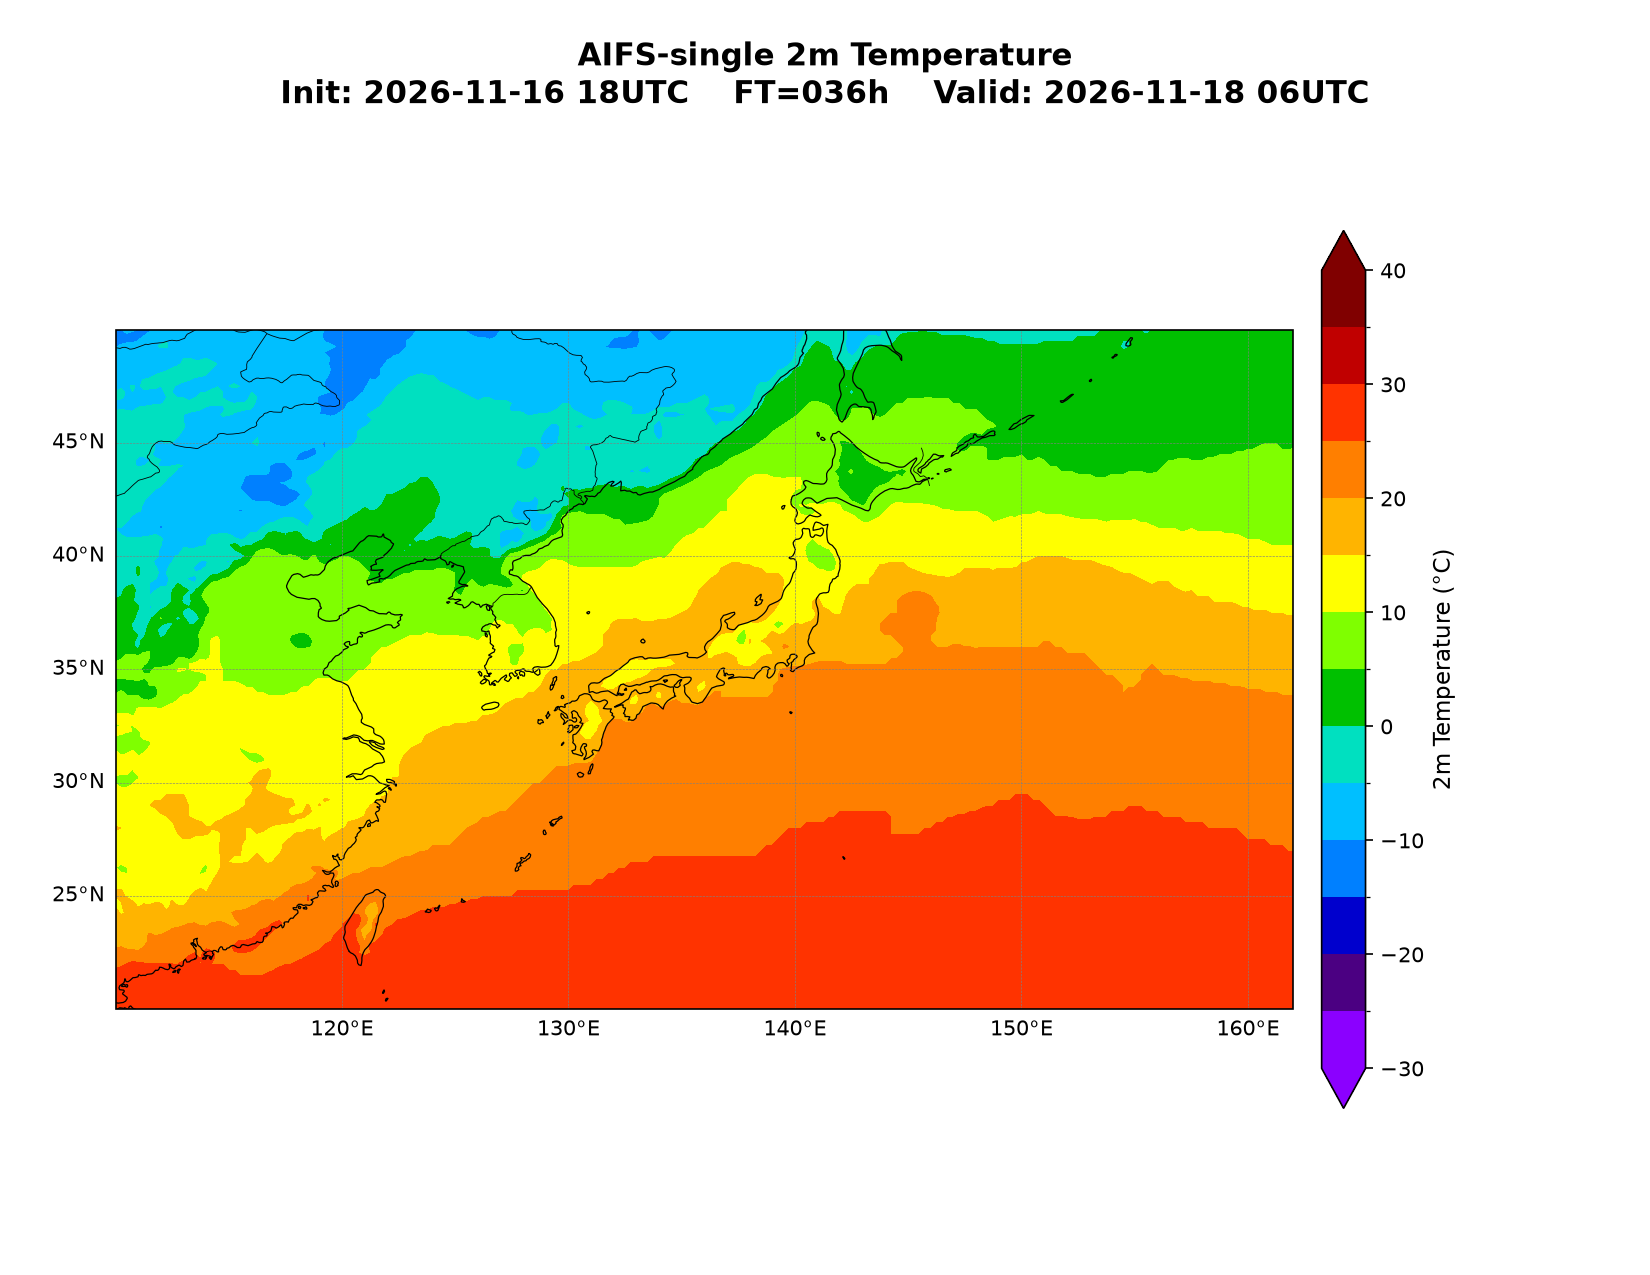 AIFS-single 2m Temperature
Init: 2026-11-16 18UTC    FT=036h    Valid: 2026-11-18 06UTC
45°N
40°N
35°N
30°N
25°N
120°E
130°E
140°E
150°E
160°E
40
30
20
10
0
−10
−20
−30
2m Temperature (°C)